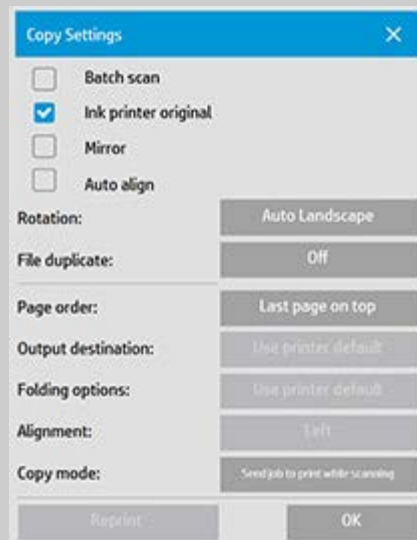 Copy Settings
Batch scan
Ink printer original
Mirror
Auto align
Rotation: Auto Landscape
File duplicate: Off
Page order: Last page on top
Output destination: Use printer default
Folding options: Use printer default
Alignment: Left
Copy mode: Send job to print while scanning
Reprint OK